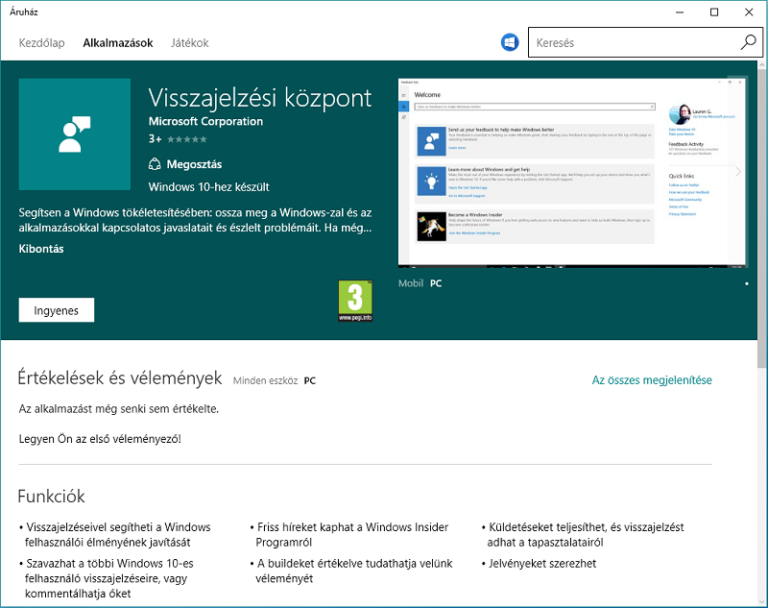 Áruház
Kezdőlap
Alkalmazások
Játékok
Keresés
Visszajelzési központ
Microsoft Corporation
3+
Megosztás
Windows 10-hez készült
Segítsen a Windows tökéletesítésében: ossza meg a Windows-zal és az
alkalmazásokkal kapcsolatos javaslatait és észlelt problémáit. Ha még...
Kibontás
Ingyenes
3
www.pegi.info
Welcome
Send us your feedback to help make Windows better
Learn more about Windows and get help
Become a Windows Insider
Lauren G.
Feedback Activity
Quick links
Mobil PC
Értékelések és vélemények
Minden eszköz PC
Az összes megjelenítése
Az alkalmazást még senki sem értékelte.
Legyen Ön az első véleményező!
Funkciók
• Visszajelzéseivel segítheti a Windows
felhasználói élményének javítását
• Szavazhat a többi Windows 10-es
felhasználó visszajelzéseire, vagy
kommentálhatja őket
• Friss híreket kaphat a Windows Insider
Programról
• A buildeket értékelve tudathatja velünk
véleményét
• Küldetéseket teljesíthet, és visszajelzést
adhat a tapasztalatairól
• Jelvényeket szerezhet